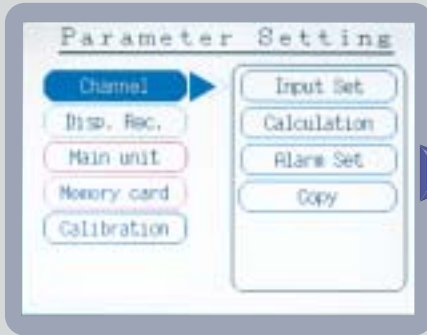 Parameter Setting
Channel
Disp. Rec.
Main unit
Memory card
Calibration
Input Set
Calculation
Alarm Set
Copy